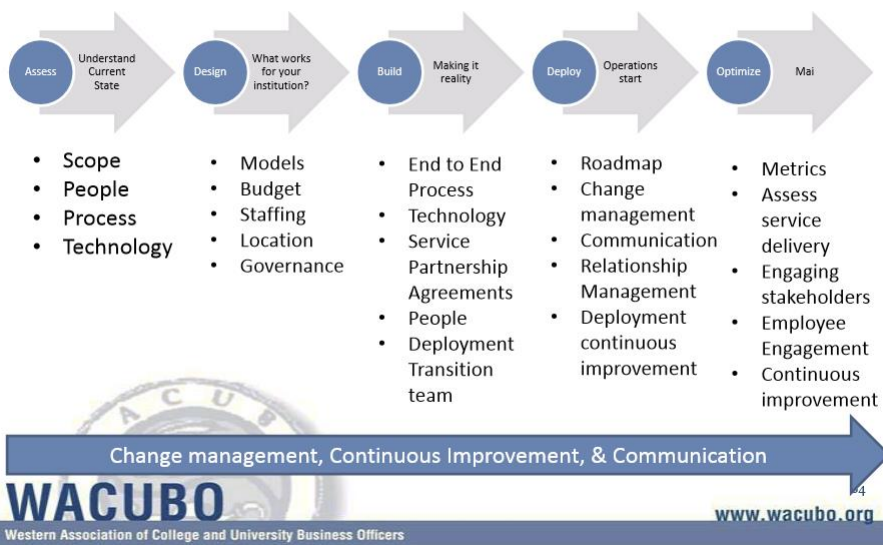 Assess
Understand
Current
State
Design
What works
for your
institution?
Build
Making it
reality
Deploy
Operations
start
Optimize
Mai
• Scope
• People
• Process
• Technology
• Models
• Budget
• Staffing
• Location
• Governance
• End to End
Process
• Technology
• Service
Partnership
Agreements
• People
• Deployment
Transition
team
• Roadmap
• Change
management
• Communication
• Relationship
Management
• Deployment
continuous
improvement
• Metrics
• Assess
service
delivery
• Engaging
stakeholders
• Employee
Engagement
• Continuous
improvement
WACUB
Change management, Continuous Improvement, & Communication
4
WACUBO
www.wacubo.org
Western Association of College and University Business Officers